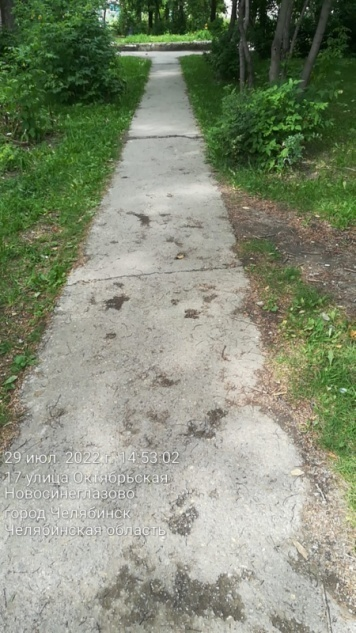 29 июл. 2022 г. 14:53:02
17 улица Октябрьская
Новосинеглазово
город Челябинск
Челябинская область